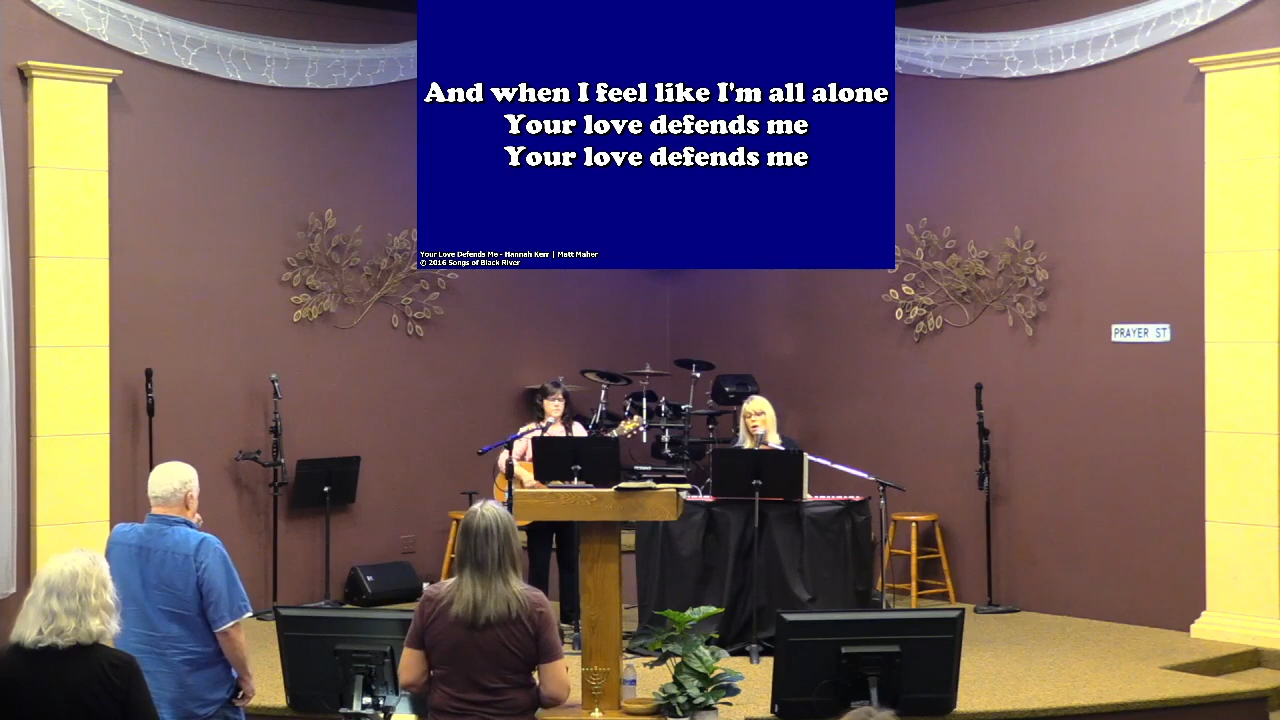 And when I feel like I'm all alone
Your love defends me
Your love defends me
Your Love Defends Me - Hannah Kerr | Matt Maher
© 2016 Songs of Black River
PRAYER ST